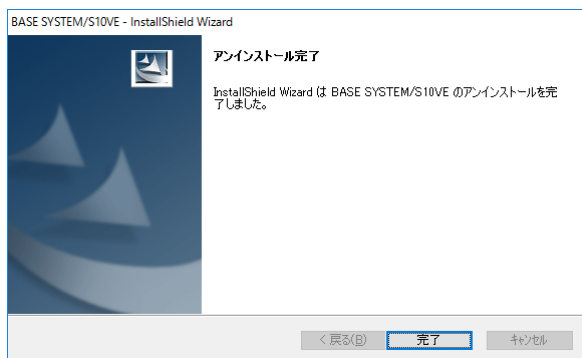 BASE SYSTEM/S10VE - InstallShield Wizard
アンインストール完了
InstallShield Wizard は BASE SYSTEM/S10VE のアンインストールを完
了しました。
< 戻る(B)
完了
キャンセル